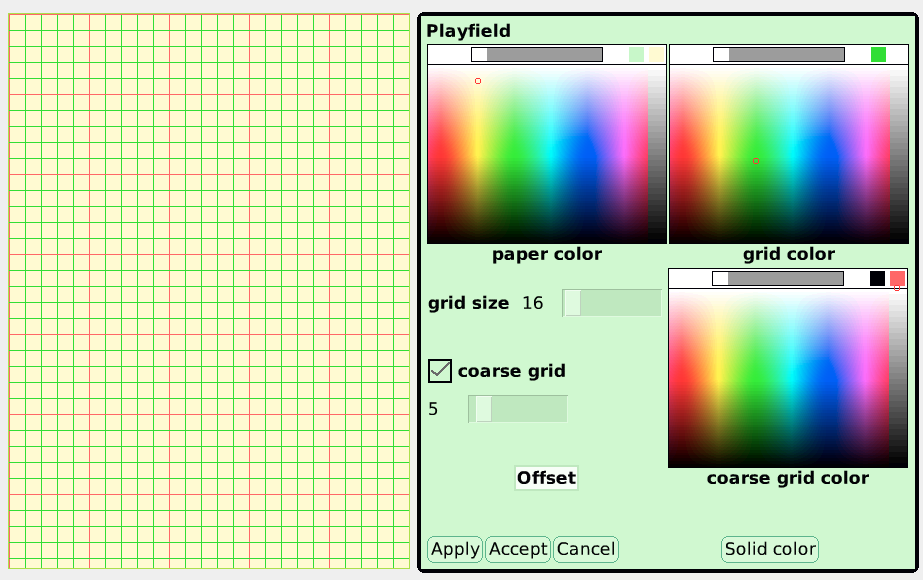 Playfield
paper color
grid color
grid size 16
coarse grid
5
coarse grid color
Offset
Apply Accept Cancel
Solid color